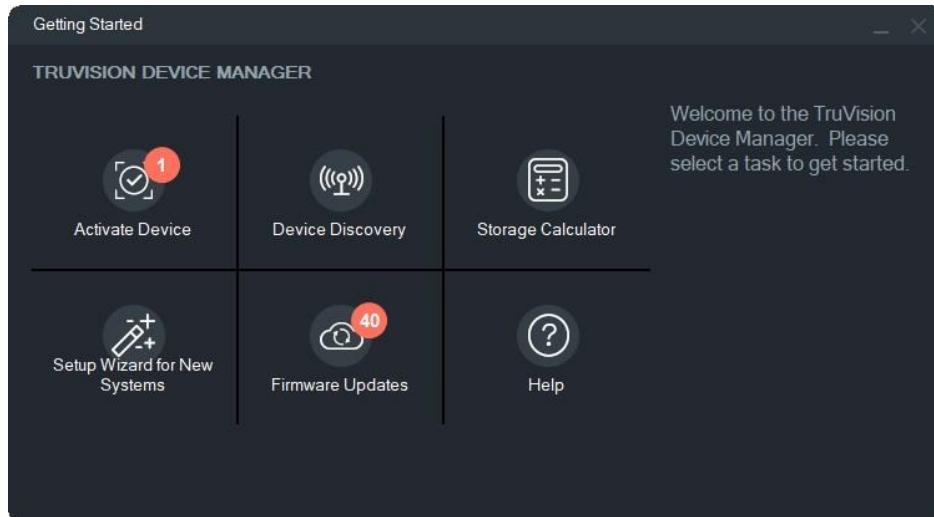 Getting Started
TRUVISION DEVICE MANAGER
Welcome to the TruVision
Device Manager. Please
select a task to get started.
1
Activate Device
Device Discovery
Storage Calculator
Setup Wizard for New
Systems
40
Firmware Updates
Help